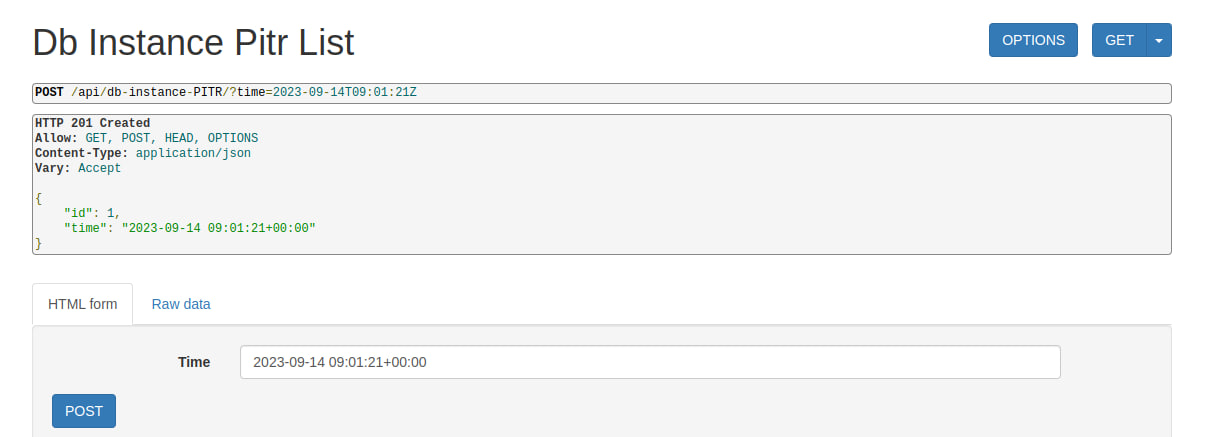 Db Instance Pitr List
OPTIONS
GET
POST /api/db-instance-PITR/?time=2023-09-14T09:01:21Z
HTTP 201 Created
Allow: GET, POST, HEAD, OPTIONS
Content-Type: application/json
Vary: Accept
{
"id": 1,
"time": "2023-09-14 09:01:21+00:00"
}
HTML form
Raw data
Time
2023-09-14 09:01:21+00:00
POST